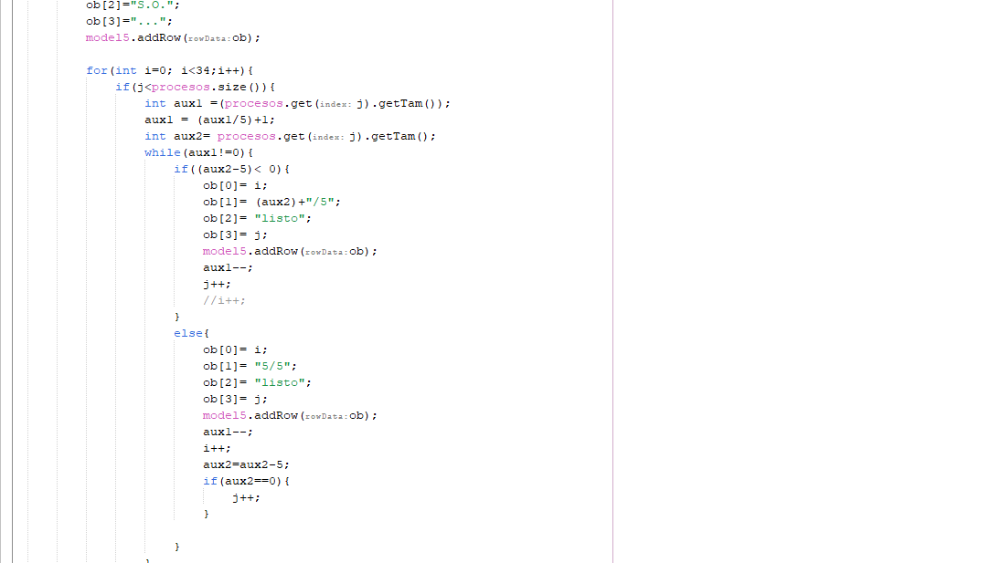 ob[2]="S.O.";
ob[3]="...";
model5.addRow(rowData:ob);
for(int i=0; i<34;i++){
if(j<procesos.size()){
int aux1 =(procesos.get(index: j).getTam());
aux1 = (aux1/5)+1;
int aux2= procesos.get(index: j).getTam();
while(aux1!=0){
if((aux2-5)< 0){
ob[0]= i;
ob[1]= (aux2)+"/5";
ob[2]= "listo";
ob[3]= j;
model5.addRow(rowData:ob);
aux1--;
j++;
//i++;
}
else{
ob[0]= i;
ob[1]= "5/5";
ob[2]= "listo";
ob[3]= j;
model5.addRow(rowData:ob);
aux1--;
i++;
aux2=aux2-5;
if(aux2==0){
j++;
}
}